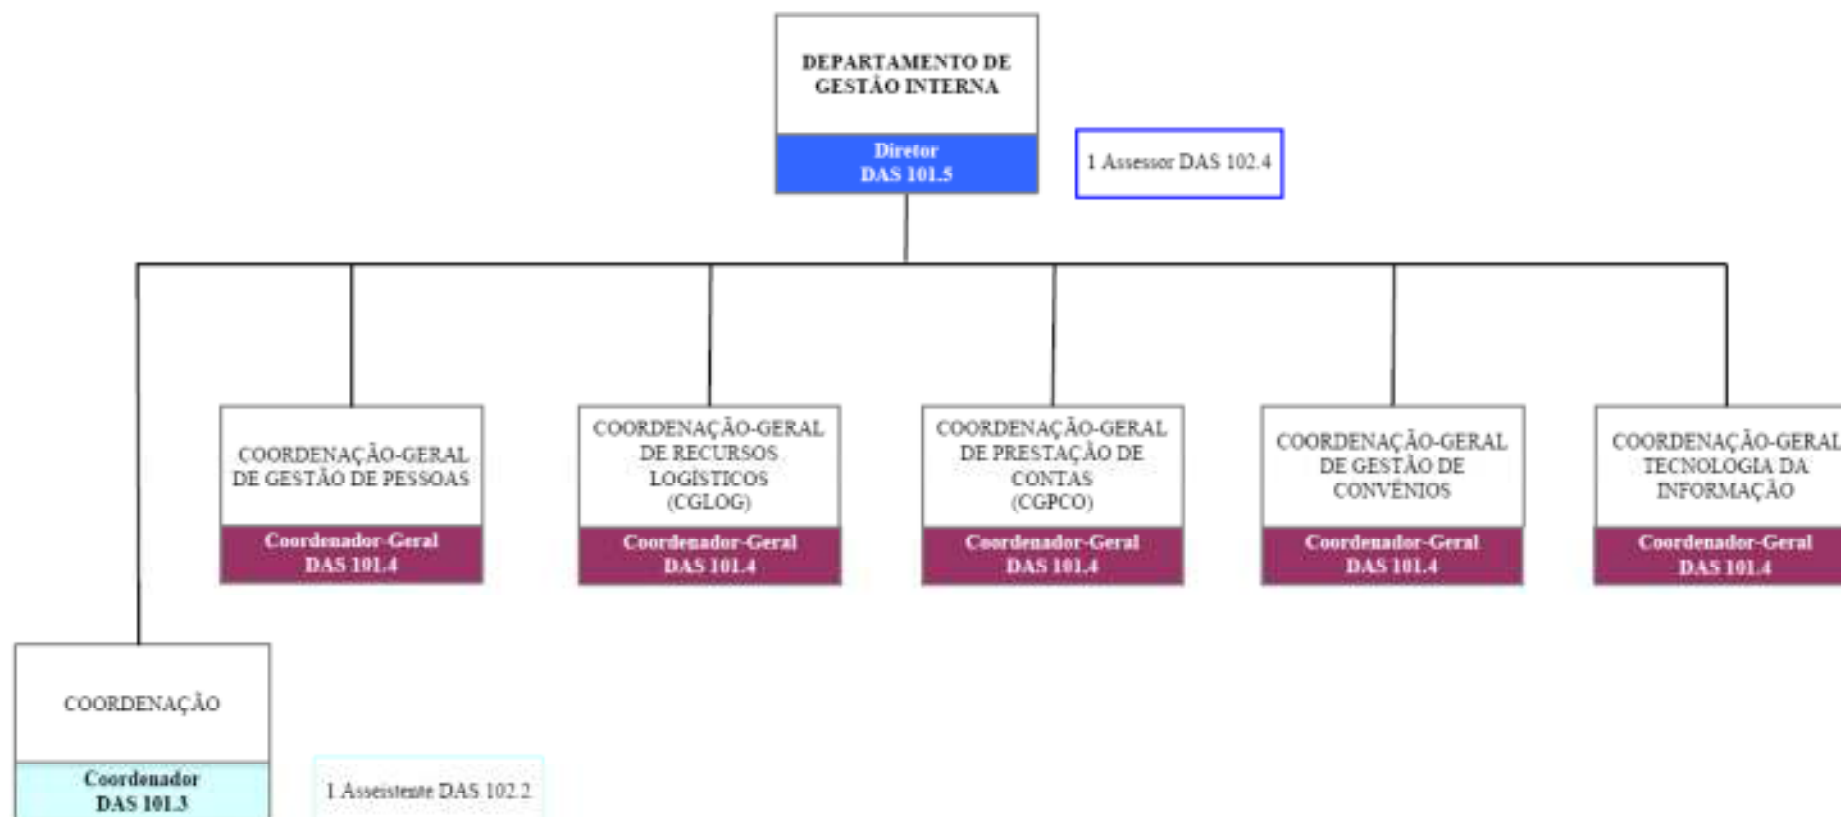 DEPARTAMENTO DE
GESTÃO INTERNA
Diretor
DAS 101.5
1 Assessor DAS 102.4
COORDENAÇÃO-GERAL
DE GESTÃO DE PESSOAS
Coordenador-Geral
DAS 101.4
COORDENAÇÃO-GERAL
DE RECURSOS
LOGÍSTICOS
(CGLOG)
Coordenador-Geral
DAS 101.4
COORDENAÇÃO-GERAL
DE PRESTAÇÃO DE
CONTAS
(CGPCO)
Coordenador-Geral
DAS 101.4
COORDENAÇÃO-GERAL
DE GESTÃO DE
CONVÊNIOS
Coordenador-Geral
DAS 101.4
COORDENAÇÃO-GERAL
TECNOLOGIA DA
INFORMAÇÃO
Coordenador-Geral
DAS 101.4
COORDENAÇÃO
Coordenador
DAS 101.3
1 Asseistente DAS 102.2